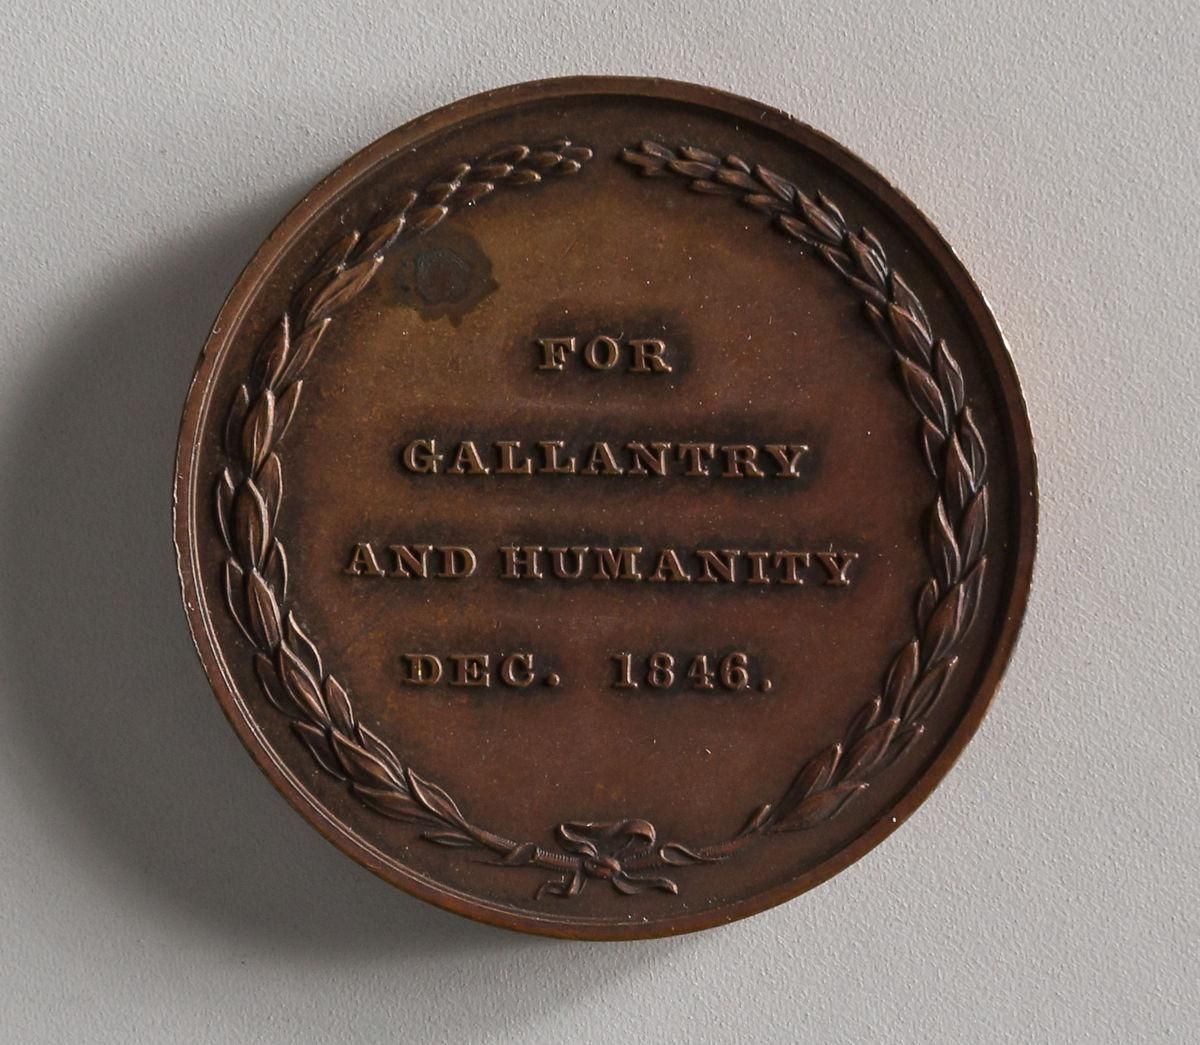 FOR
GALLANTRY
AND HUMANITY
DEC. 1846.